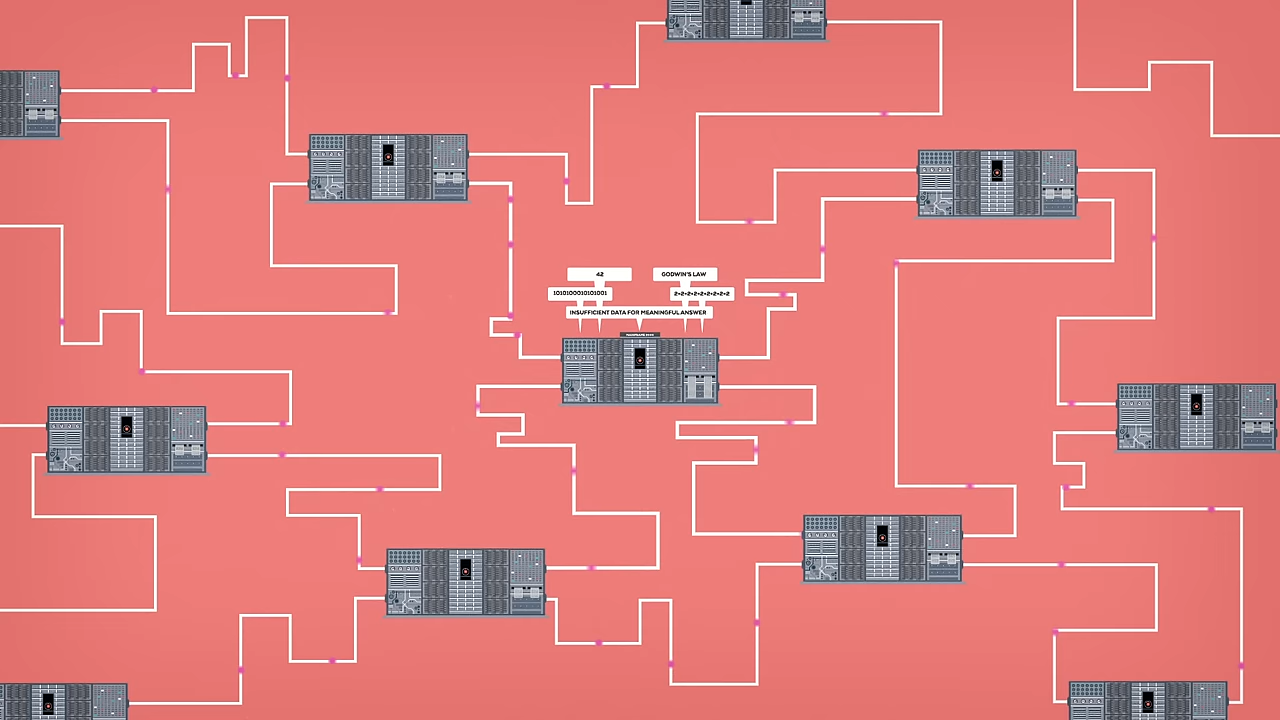 42
GODWIN'S LAW
1010100010101001
2+2+2+2+2+2+2+2
INSUFFICIENT DATA FOR MEANINGFUL ANSWER